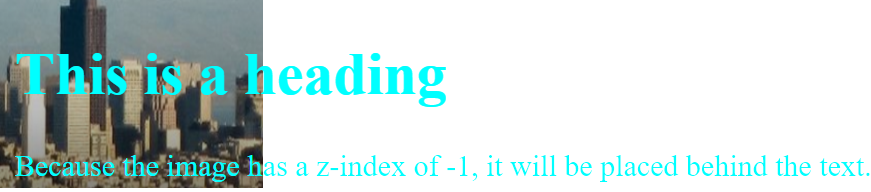 This is a heading
Because the image has a z-index of -1, it will be placed behind the text.